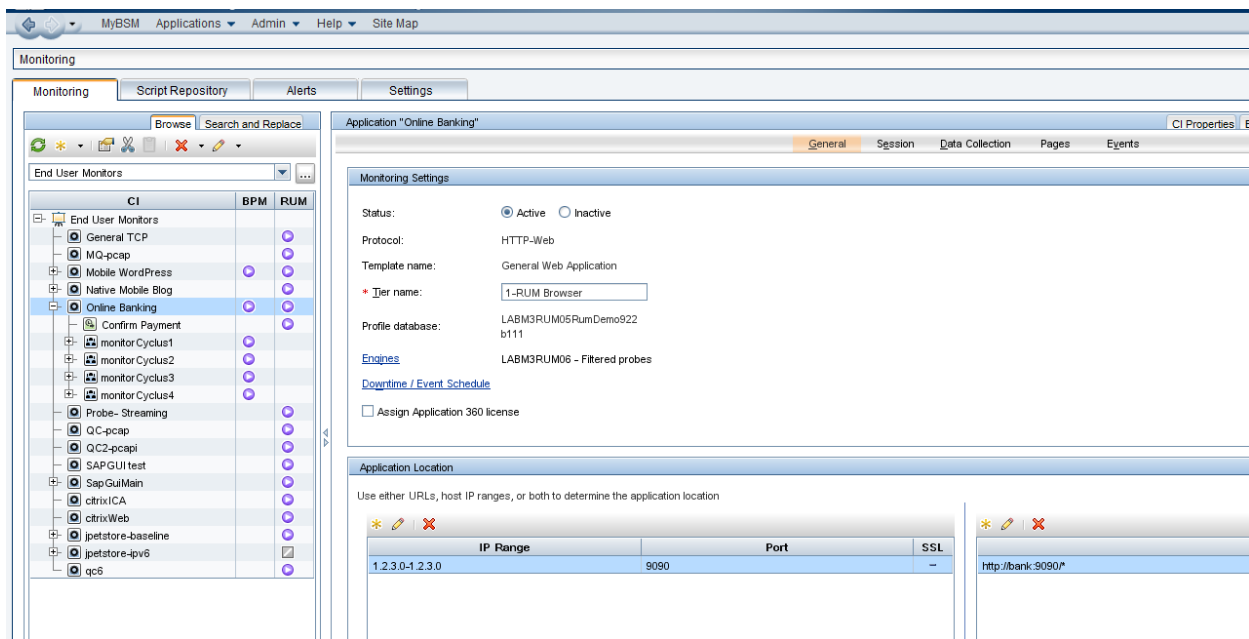 MyBSM Applications Admin Help Site Map
Monitoring
Monitoring Script Repository Alerts Settings
Browse Search and Replace
End User Monitors
...
CI BPM RUM
End User Monitors
General TCP
MQ-pcap
Mobile WordPress
Native Mobile Blog
Online Banking
Confirm Payment
monitorCyclus1
monitorCyclus2
monitorCyclus3
monitorCyclus4
Probe- Streaming
QC-pcap
QC2-pcapi
SAPGUI test
SapGuiMain
citrixICA
citrixWeb
jpetstore-baseline
jpetstore-ipv6
qc6
Application "Online Banking"
CI Properties
General Session Data Collection Pages Events
Monitoring Settings
Status: Active Inactive
Protocol: HTTP-Web
Template name: General Web Application
* Tier name: 1-RUM Browser
Profile database: LABM3RUM05RumDemo922
b111
Engines LABM3RUM06 - Filtered probes
Downtime / Event Schedule
Assign Application 360 license
Application Location
Use either URLs, host IP ranges, or both to determine the application location
IP Range Port SSL
1.2.3.0-1.2.3.0 9090 --
http://bank:9090/*